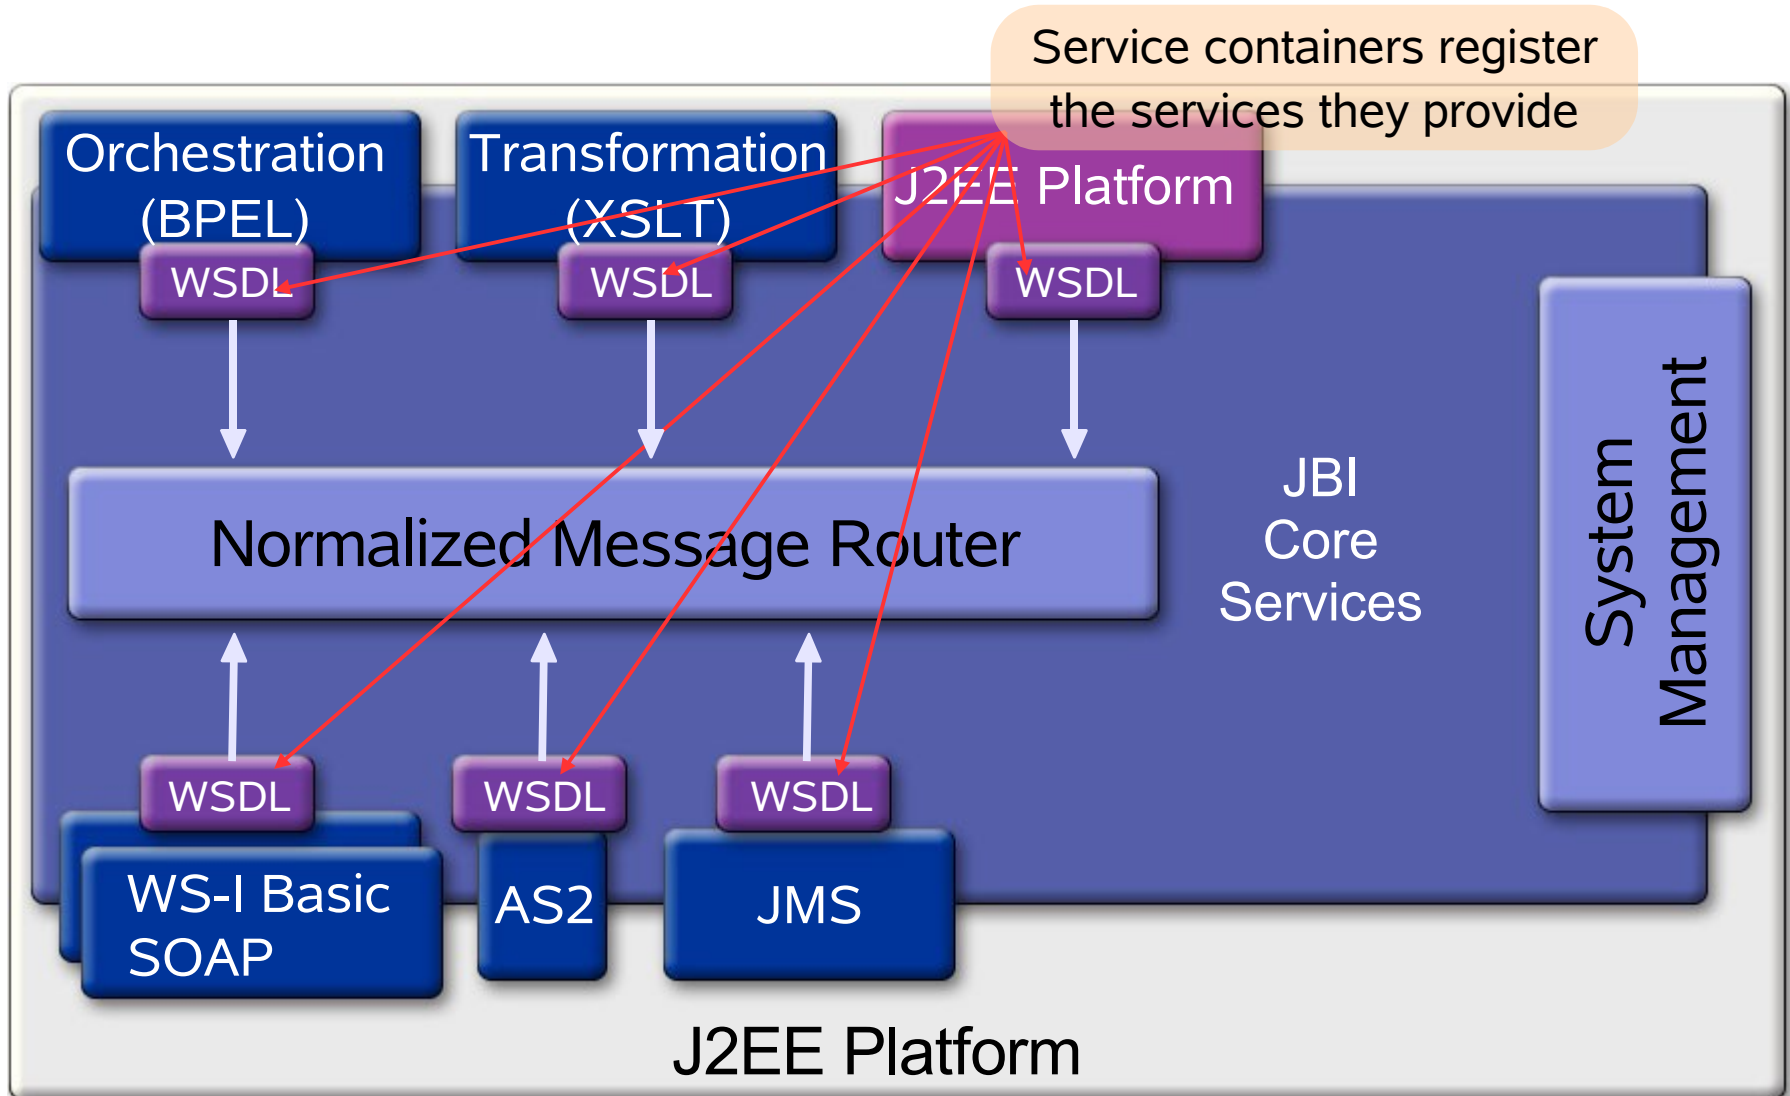 Service containers register
the services they provide
Orchestration
(BPEL)
Transformation
(XSLT)
J2EE Platform
WSDL
WSDL
WSDL
Normalized Message Router
JBI
Core
Services
System
Management
WSDL
WSDL
WSDL
WS-I Basic
SOAP
AS2
JMS
J2EE Platform